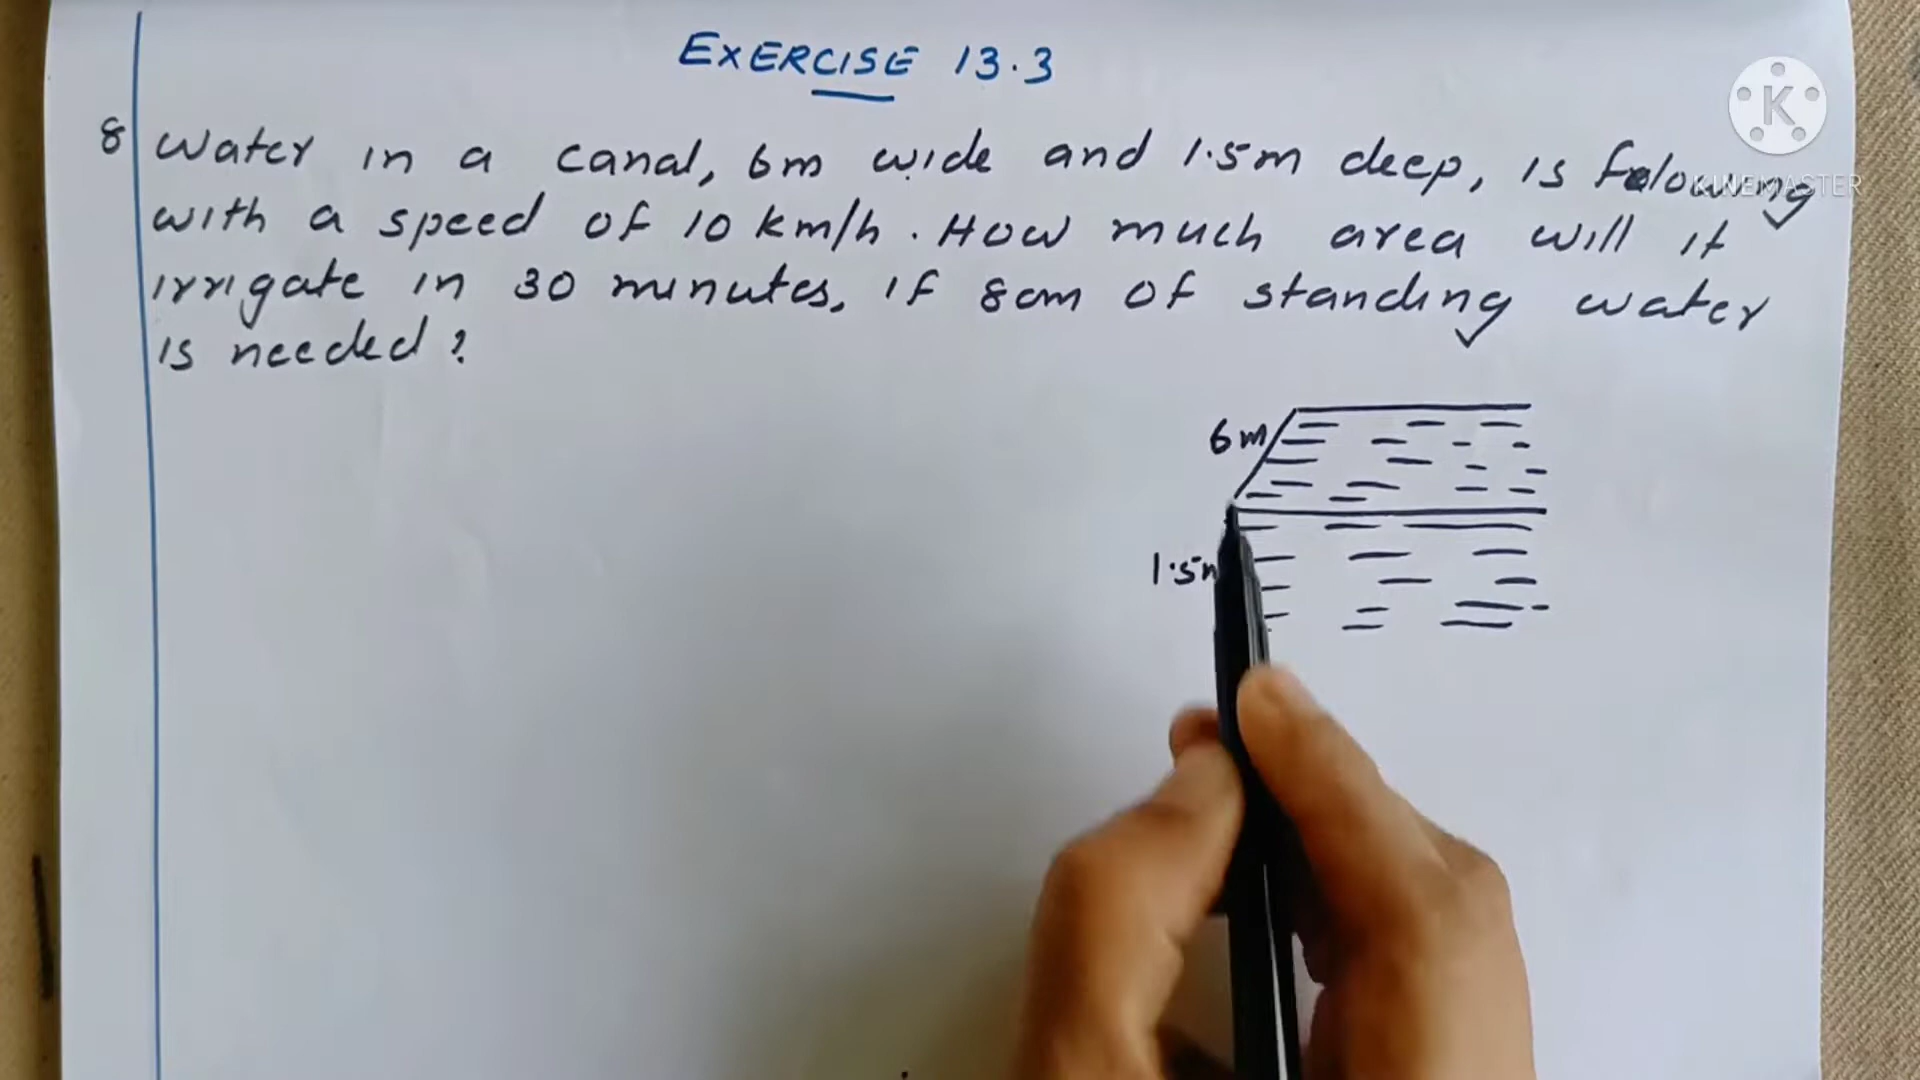 EXERCISE 13.3
8 Water in a canal, 6m wide and 1.5m deep, is folowing
with a speed of 10 km/h. How much area will it
irrigate in 30 minutes, if 8cm of standing water
is needed?
6m
1.5m
K
KINEMASTER